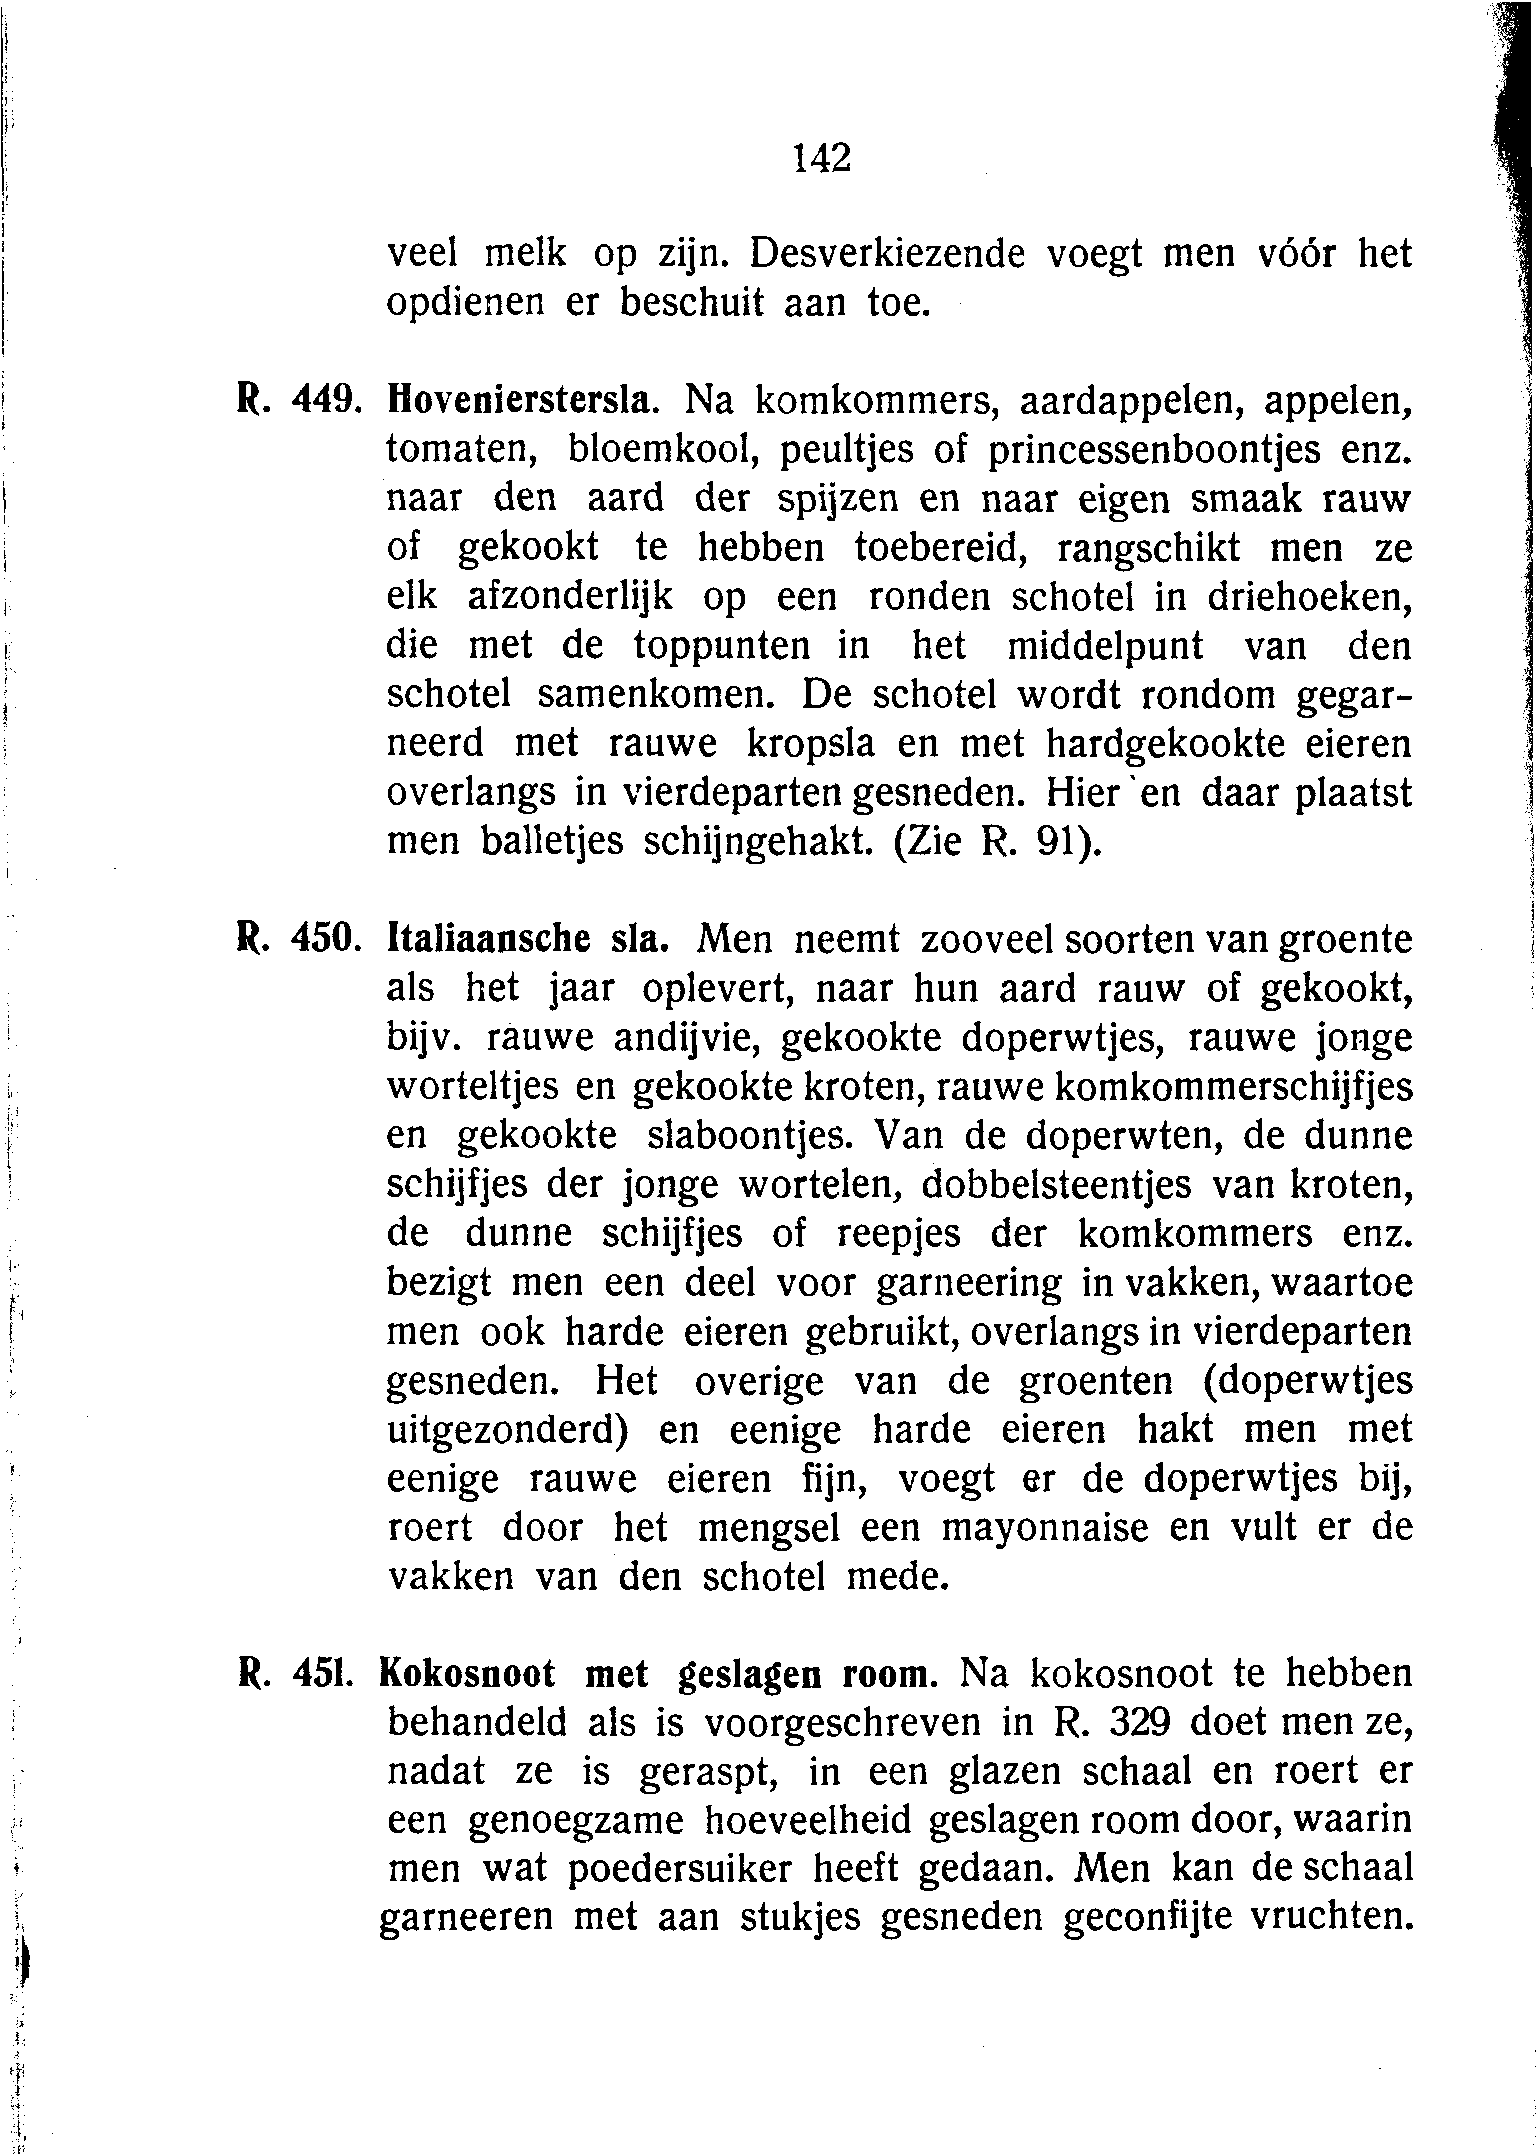 142
veel melk op zijn. Desverkiezende voegt men vóór het
opdienen er beschuit aan toe.
R. 449. Hovenierstersla. Na komkommers, aardappelen, appelen,
tomaten, bloemkool, peultjes of princessenboontjes enz.
naar den aard der spijzen en naar eigen smaak rauw
of gekookt te hebben toebereid, rangschikt men ze
elk afzonderlijk op een ronden schotel in driehoeken,
die met de toppunten in het middelpunt van den
schotel samenkomen. De schotel wordt rondom gegar-
neerd met rauwe kropsla en met hardgekookte eieren
overlangs in vierdeparten gesneden. Hier en daar plaatst
men balletjes schijngehakt. (Zie R. 91).
R. 450. Italiaansche sla. Men neemt zooveel soorten van groente
als het jaar oplevert, naar hun aard rauw of gekookt,
bijv. rauwe andijvie, gekookte doperwtjes, rauwe jonge
worteltjes en gekookte kroten, rauwe komkommerschijfjes
en gekookte slaboontjes. Van de doperwten, de dunne
schijfjes der jonge wortelen, dobbelsteentjes van kroten,
de dunne schijfjes of reepjes der komkommers enz.
bezigt men een deel voor garneering in vakken, waartoe
men ook harde eieren gebruikt, overlangs in vierdeparten
gesneden. Het overige van de groenten (doperwtjes
uitgezonderd) en eenige harde eieren hakt men met
eenige rauwe eieren fijn, voegt er de doperwtjes bij,
roert door het mengsel een mayonnaise en vult er de
vakken van den schotel mede.
R. 451. Kokosnoot met geslagen room. Na kokosnoot te hebben
behandeld als is voorgeschreven in R. 329 doet men ze,
nadat ze is geraspt, in een glazen schaal en roert er
een genoegzame hoeveelheid geslagen room door, waarin
men wat poedersuiker heeft gedaan. Men kan de schaal
garneeren met aan stukjes gesneden geconfijte vruchten.